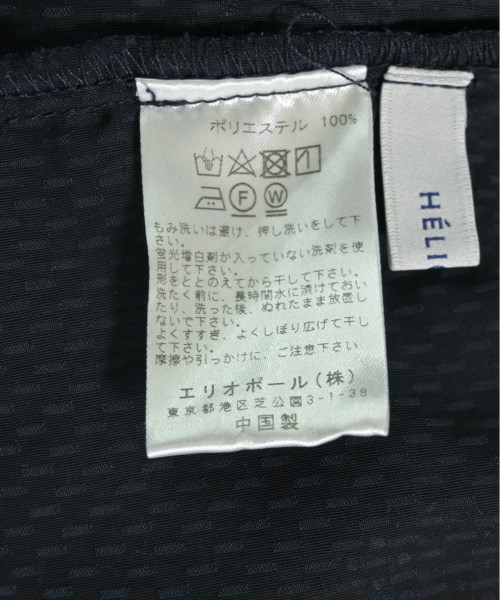 ポリエステル 100%
F W
もみ洗いは避け、押し洗いをして下
さい。
蛍光増白剤が入っていない洗剤を使
用して下さい。
形をととのえてから干して下さい。
洗たく前に、長時間水に漬けておい
たり、洗った後、ぬれたまま放置し
ないで下さい。
よくすすぎ、よくしぼり広げて干し
て下さい。
摩擦や引っかけに、ご注意下さい
エリオポール(株)
東京都港区芝公園3-1-38
中国製
HÉLI